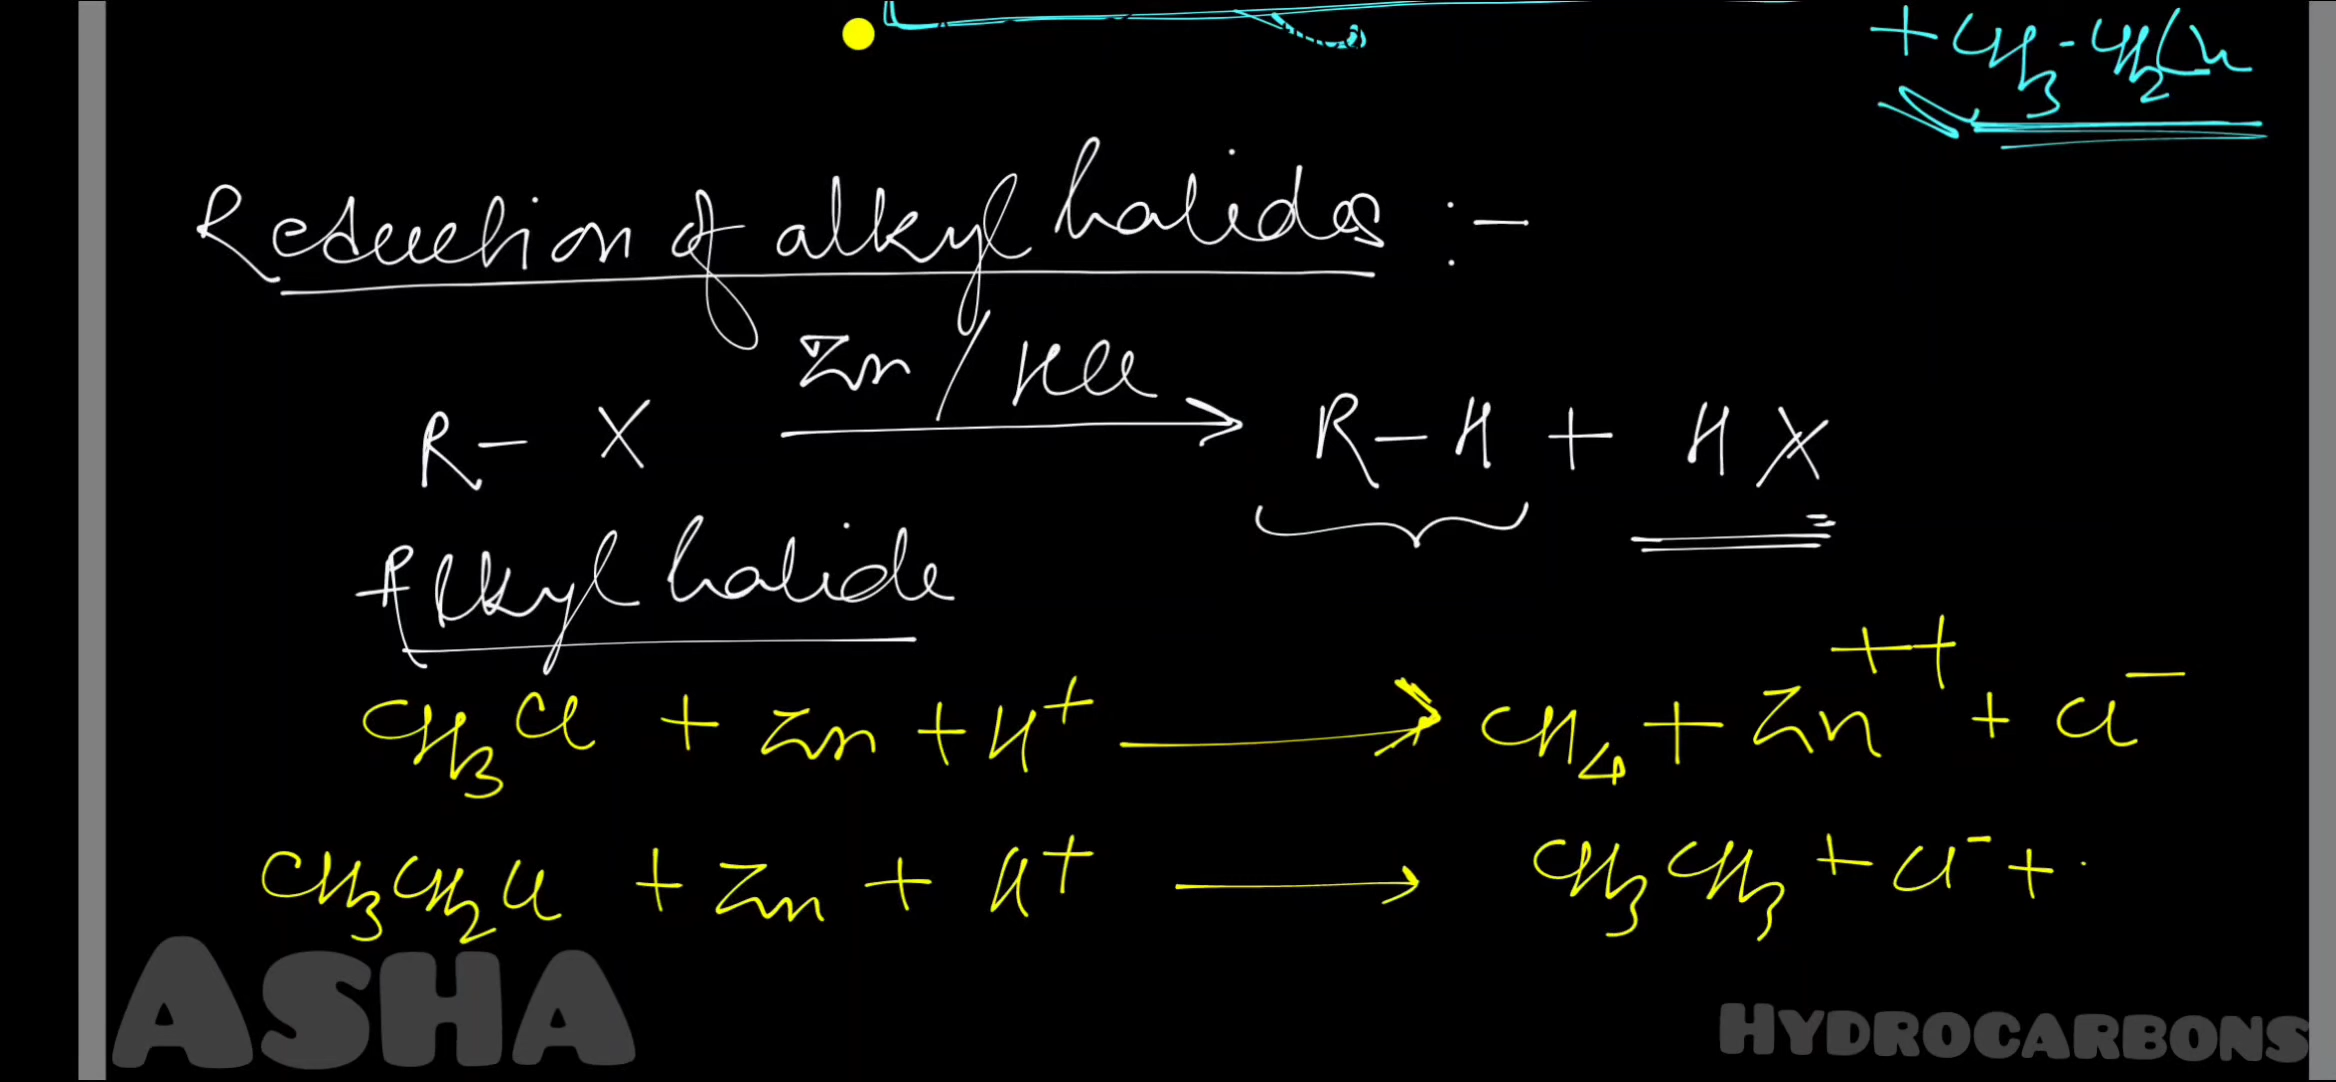 + CH3-CH2Cu
Reduction of alkyl halides :-
Zn / HCl
R - X → R - H + HX
Alkyl halide
CH3Cl + Zn + H+ → CH4 + Zn++ + Cl-
CH3CH2Cl + Zn + H+ → CH3CH3 + Cl- +
ASHA
HYDROCARBONS